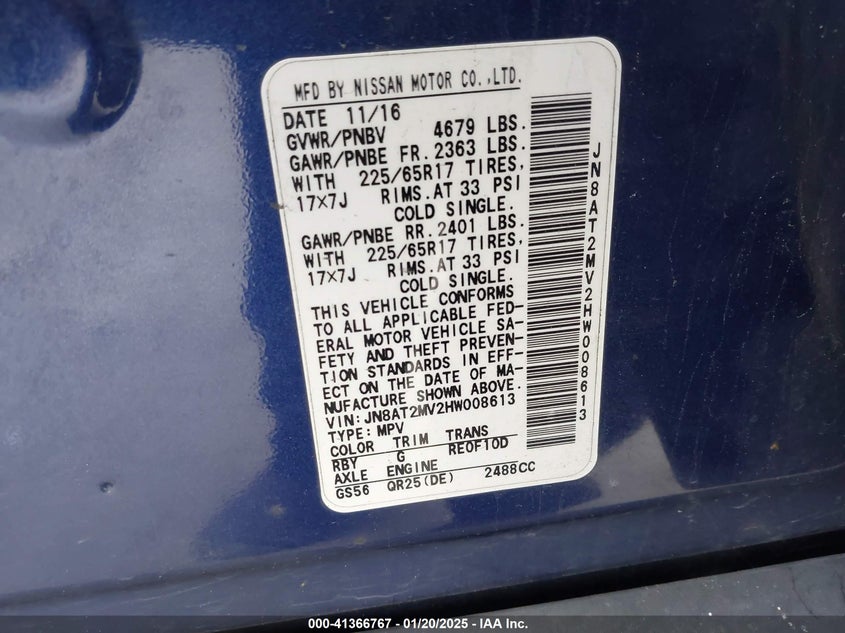 MFD BY NISSAN MOTOR CO.,LTD.
DATE 11/16
GVWR/PNBV 4679 LBS.
GAWR/PNBE FR. 2363 LBS.
WITH 225/65R17 TIRES,
17X7J RIMS.AT 33 PSI
COLD SINGLE.
GAWR/PNBE RR. 2401 LBS.
WITH 225/65R17 TIRES,
17X7J RIMS.AT 33 PSI
COLD SINGLE.
THIS VEHICLE CONFORMS
TO ALL APPLICABLE FED-
ERAL MOTOR VEHICLE SA-
FETY AND THEFT PREVEN-
TION STANDARDS IN EFF-
ECT ON THE DATE OF MA-
NUFACTURE SHOWN ABOVE.
VIN:JN8AT2MV2HW008613
TYPE:MPV
COLOR TRIM TRANS
RBY G RE0F10D
AXLE ENGINE
GS56 QR25(DE) 2488CC
JN8AT2MV2HW008613
000-41366767 — 01/20/2025 - IAA Inc.